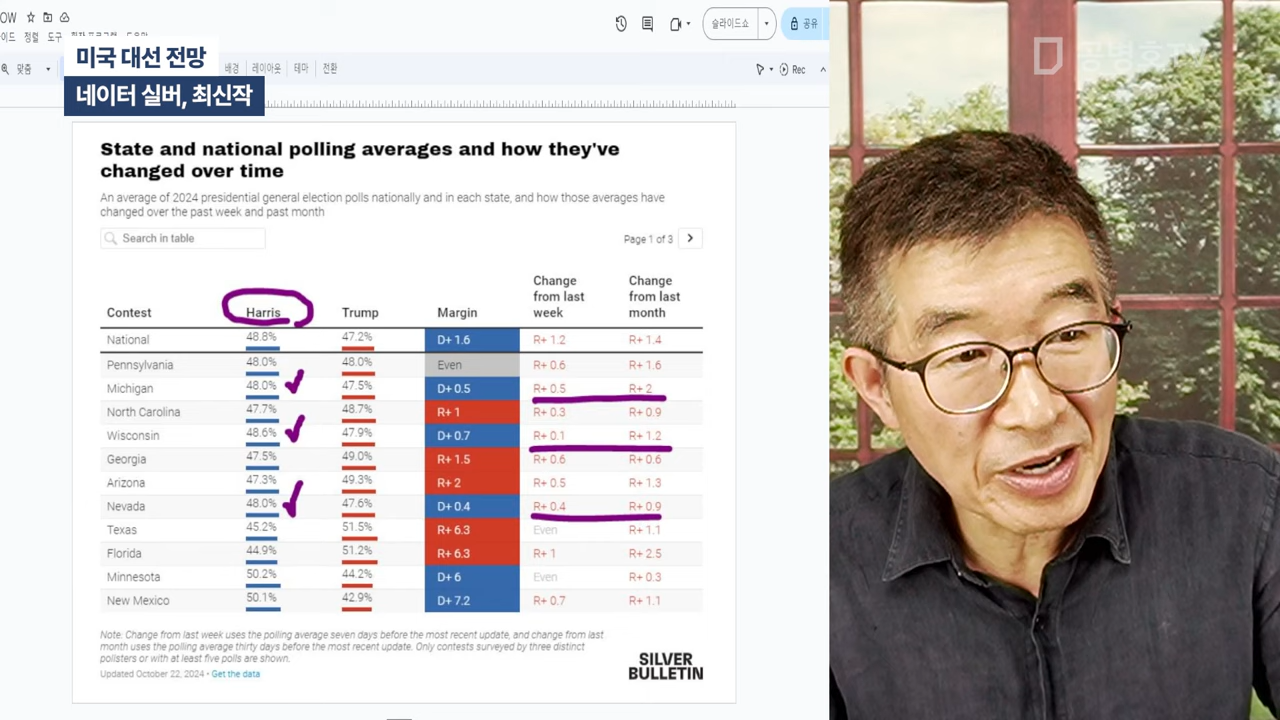 OW
이드 정렬 도구
미국 대선 전망
네이터 실버, 최신작
맞춤
배경 레이아웃 테마 전환
슬라이드쇼
공유
Rec
공병호TV
State and national polling averages and how they've
changed over time
An average of 2024 presidential general election polls nationally and in each state, and how those averages have
changed over the past week and past month
Search in table
Page 1 of 3
Contest Harris Trump Margin Change from last week Change from last month
National 48.8% 47.2% D+ 1.6 R+ 1.2 R+ 1.4
Pennsylvania 48.0% 48.0% Even R+ 0.6 R+ 1.6
Michigan 48.0% 47.5% D+ 0.5 R+ 0.5 R+ 2
North Carolina 47.7% 48.7% R+ 1 R+ 0.3 R+ 0.9
Wisconsin 48.6% 47.9% D+ 0.7 R+ 0.1 R+ 1.2
Georgia 47.5% 49.0% R+ 1.5 R+ 0.6 R+ 0.6
Arizona 47.3% 49.3% R+ 2 R+ 0.5 R+ 1.3
Nevada 48.0% 47.6% D+ 0.4 R+ 0.4 R+ 0.9
Texas 45.2% 51.5% R+ 6.3 Even R+ 1.1
Florida 44.9% 51.2% R+ 6.3 R+ 1 R+ 2.5
Minnesota 50.2% 44.2% D+ 6 Even R+ 0.3
New Mexico 50.1% 42.9% D+ 7.2 R+ 0.7 R+ 1.1
Note: Change from last week uses the polling average seven days before the most recent update, and change from last
month uses the polling average thirty days before the most recent update. Only contests surveyed by three distinct
pollsters or with at least five polls are shown.
Updated October 22, 2024 • Get the data
SILVER
BULLETIN